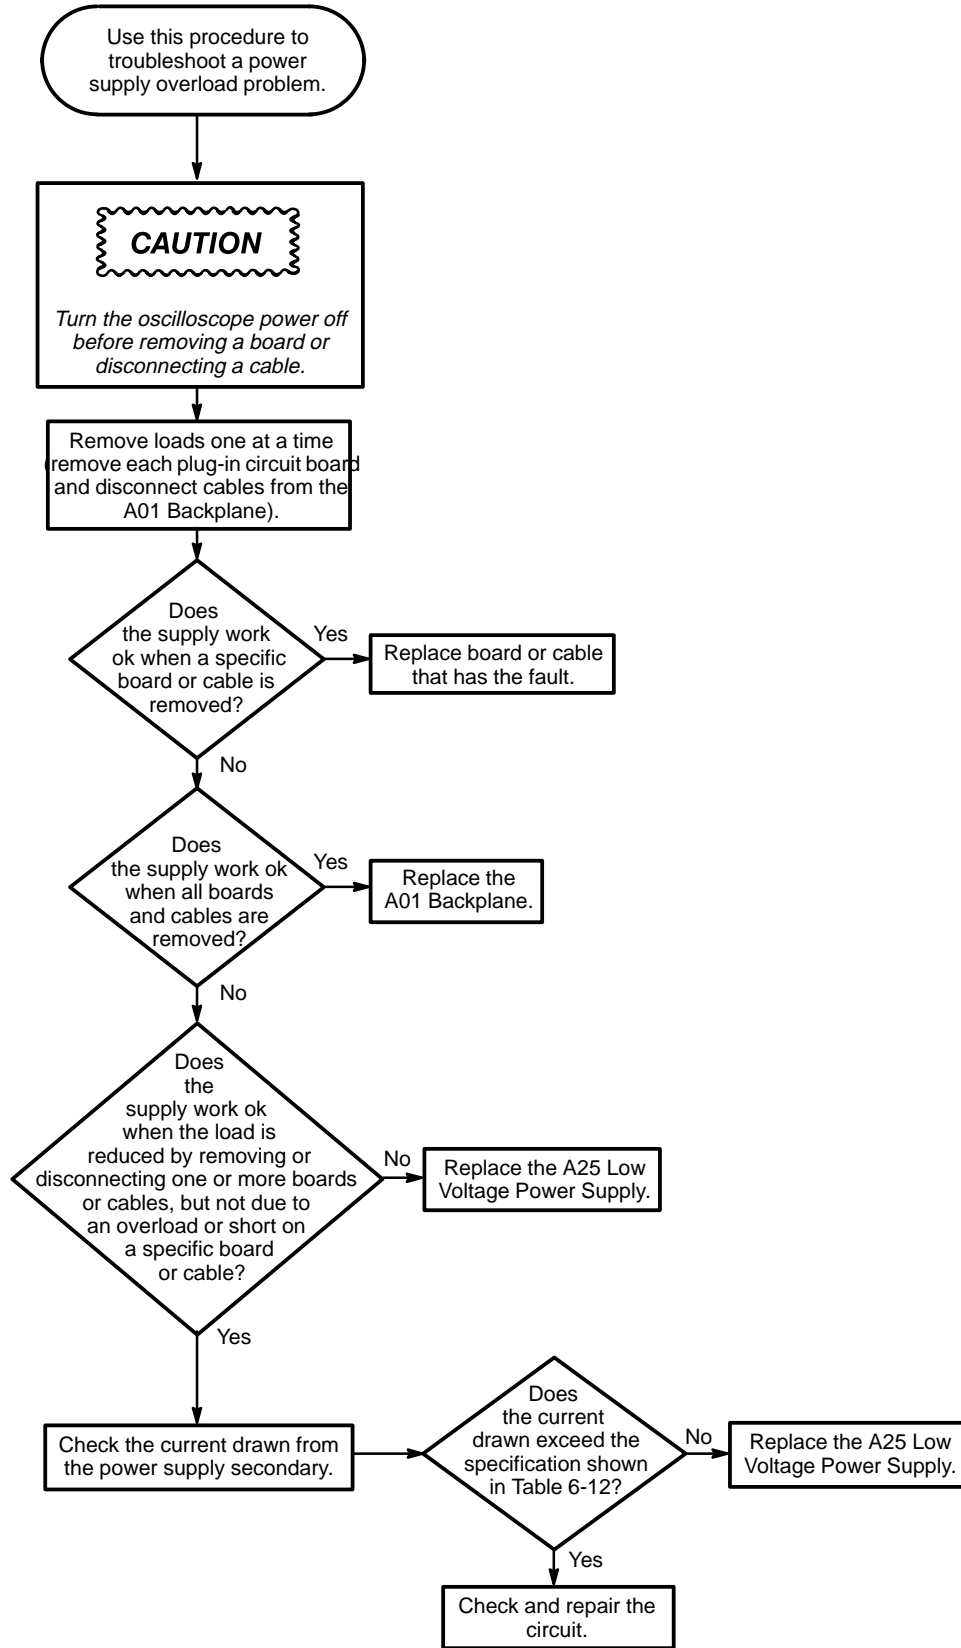 Use this procedure to
troubleshoot a power
supply overload problem.
CAUTION
Turn the oscilloscope power off
before removing a board or
disconnecting a cable.
Remove loads one at a time
(remove each plug-in circuit board
and disconnect cables from the
A01 Backplane).
Does
the supply work
ok when a specific
board or cable is
removed?
Yes
Replace board or cable
that has the fault.
No
Does
the supply work ok
when all boards
and cables are
removed?
Yes
Replace the
A01 Backplane.
No
Does
the
supply work ok
when the load is
reduced by removing or
disconnecting one or more boards
or cables, but not due to
an overload or short on
a specific board
or cable?
No
Replace the A25 Low
Voltage Power Supply.
Yes
Check the current drawn from
the power supply secondary.
Does
the current
drawn exceed the
specification shown
in Table 6-12?
No
Replace the A25 Low
Voltage Power Supply.
Yes
Check and repair the
circuit.